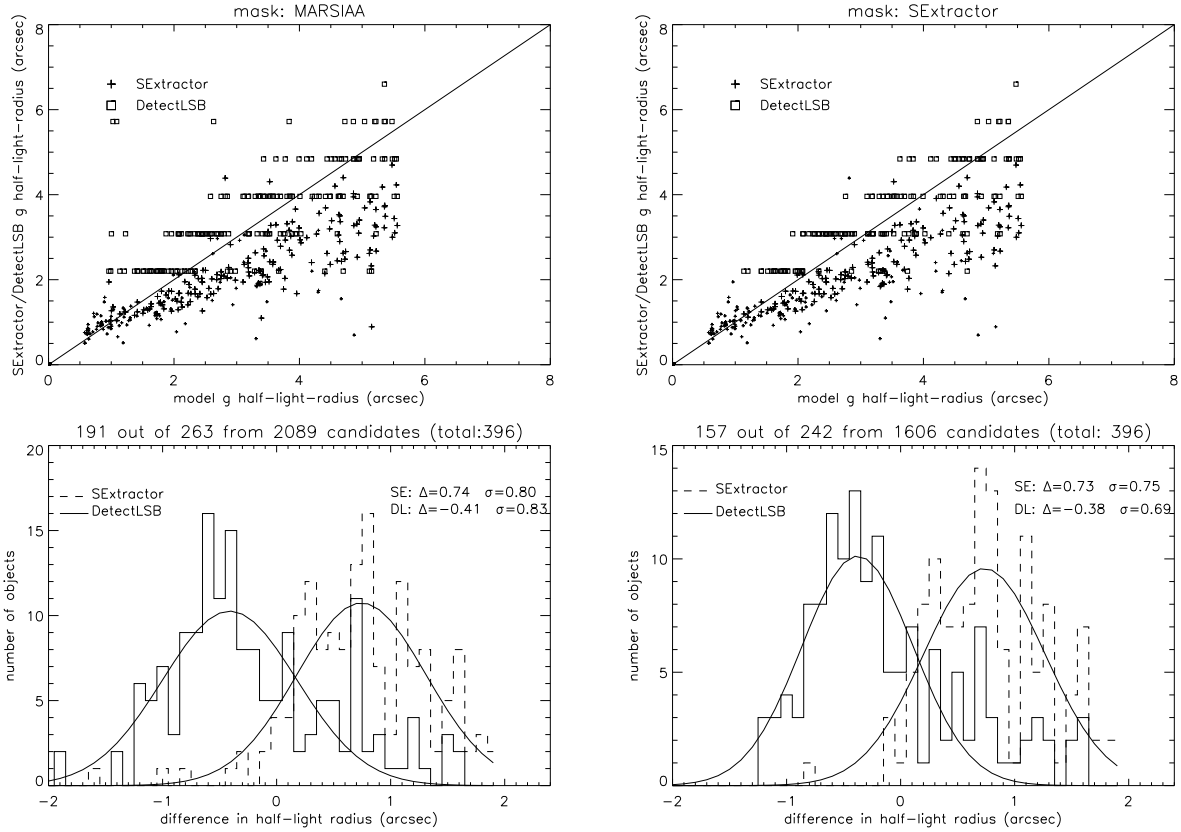 mask: MARSIAA
SExtractor/DetectLSB g half-light-radius (arcsec)
8
6
4
2
0
+ SExtractor
□ DetectLSB
0 2 4 6 8
model g half-light-radius (arcsec)
mask: SExtractor
SExtractor/DetectLSB g half-light-radius (arcsec)
8
6
4
2
0
+ SExtractor
□ DetectLSB
0 2 4 6 8
model g half-light-radius (arcsec)
191 out of 263 from 2089 candidates (total:396)
number of objects
20
15
10
5
0
SExtractor
DetectLSB
SE: Δ=0.74 σ=0.80
DL: Δ=-0.41 σ=0.83
-2 -1 0 1 2
difference in half-light radius (arcsec)
157 out of 242 from 1606 candidates (total: 396)
number of objects
15
10
5
0
SExtractor
DetectLSB
SE: Δ=0.73 σ=0.75
DL: Δ=-0.38 σ=0.69
-2 -1 0 1 2
difference in half-light radius (arcsec)